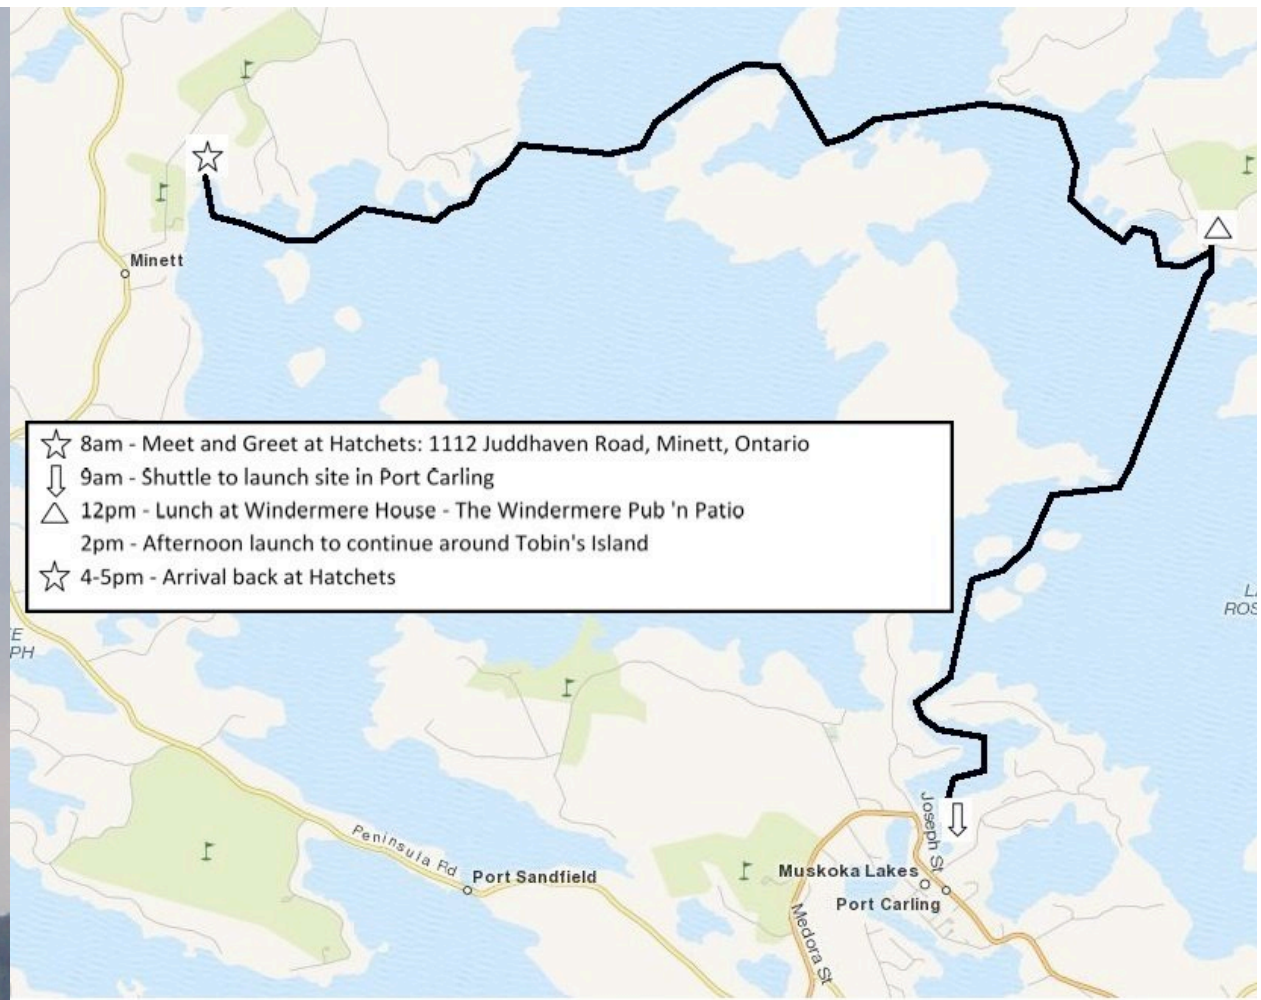 Minett
8am - Meet and Greet at Hatchets: 1112 Juddhaven Road, Minett, Ontario
9am - Shuttle to launch site in Port Carling
12pm - Lunch at Windermere House - The Windermere Pub 'n Patio
2pm - Afternoon launch to continue around Tobin's Island
4-5pm - Arrival back at Hatchets
ROS
PH
Peninsula Rd
Port Sandfield
Joseph St
Muskoka Lakes
Port Carling
Medora St